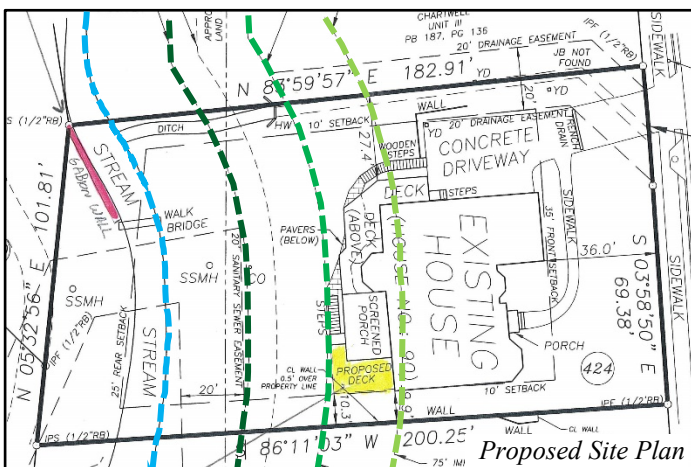 CHARTWELL
UNIT III
PB 187, PG 136
20' DRAINAGE EASEMENT
IPF (1/2"RB)
SIDEWALK
JB NOT
FOUND
N 83°59'57" E 182.91'
YD
YD
20'
(1/2"RB)
DITCH
HW
10' SETBACK
WALL
YD
20' DRAINAGE EASEMENT
TRENCH
DRAIN
CONCRETE
DRIVEWAY
WOODEN
STEPS
27.4'
DECK
STEPS
STREAM
GABION WALL
WALK
BRIDGE
101.81'
N 05°32'56" E
PAVERS
(BELOW)
DECK
(ABOVE)
EXISTING
HOUSE
SIDEWALK
35' FRONT SETBACK
36.0'
S 03°58'50" E
69.38'
SIDEWALK
SSMH
SSMH
CO
20' SANITARY SEWER EASEMENT
STEPS
SCREENED
PORCH
PORCH
IPF (1/2"RB)
25' REAR SETBACK
STREAM
20'
CL WALL
0.5' OVER
PROPERTY LINE
PROPOSED
DECK
10.3'
10' SETBACK
424
IPF (1/2"RB)
IPS (1/2"RB)
WALL
WALL
CL WALL
86°11'03" W 200.25'
Proposed Site Plan